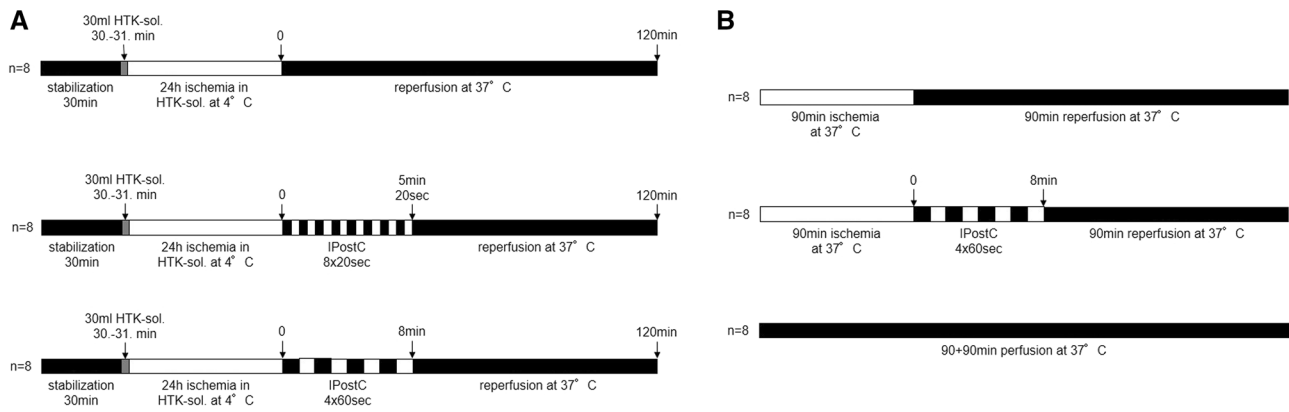 A
30ml HTK-sol.
30.-31. min
0
120min
n=8
stabilization
30min
24h ischemia in
HTK-sol. at 4° C
reperfusion at 37° C
30ml HTK-sol.
30.-31. min
0
5min
20sec
120min
n=8
stabilization
30min
24h ischemia in
HTK-sol. at 4° C
IPostC
8x20sec
reperfusion at 37° C
30ml HTK-sol.
30.-31. min
0
8min
120min
n=8
stabilization
30min
24h ischemia in
HTK-sol. at 4° C
IPostC
4x60sec
reperfusion at 37° C
B
n=8
90min ischemia
at 37° C
90min reperfusion at 37° C
0
8min
n=8
90min ischemia
at 37° C
IPostC
4x60sec
90min reperfusion at 37° C
n=8
90+90min perfusion at 37° C